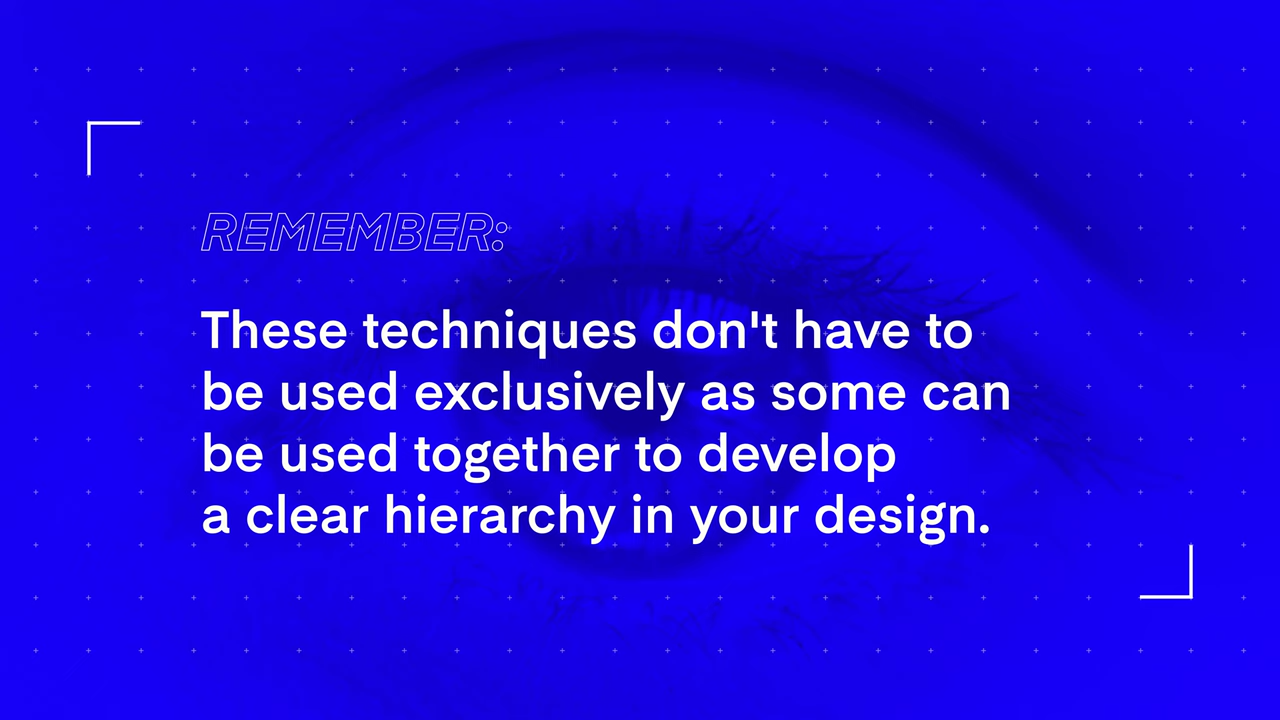 REMEMBER:
These techniques don't have to
be used exclusively as some can
be used together to develop
a clear hierarchy in your design.